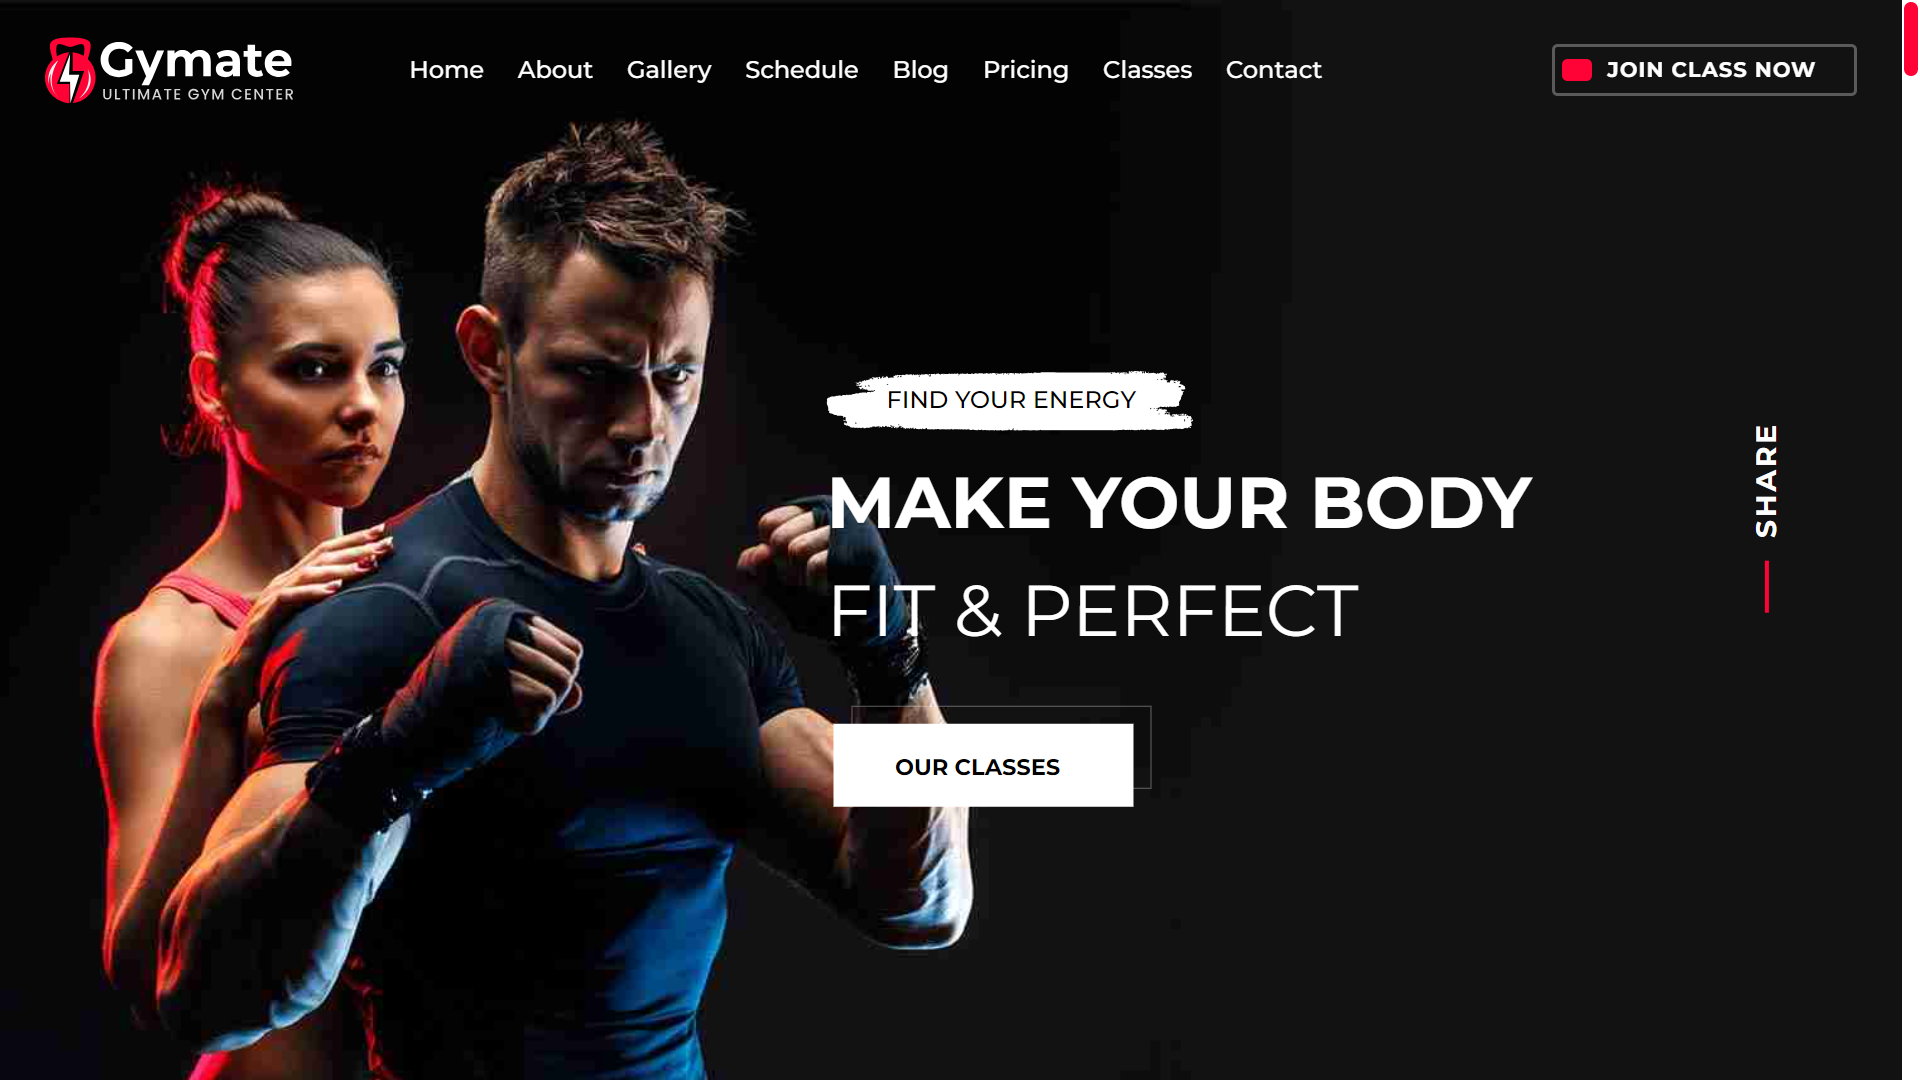 Gymate
ULTIMATE GYM CENTER
Home About Gallery Schedule Blog Pricing Classes Contact
JOIN CLASS NOW
FIND YOUR ENERGY
MAKE YOUR BODY
FIT & PERFECT
OUR CLASSES
SHARE